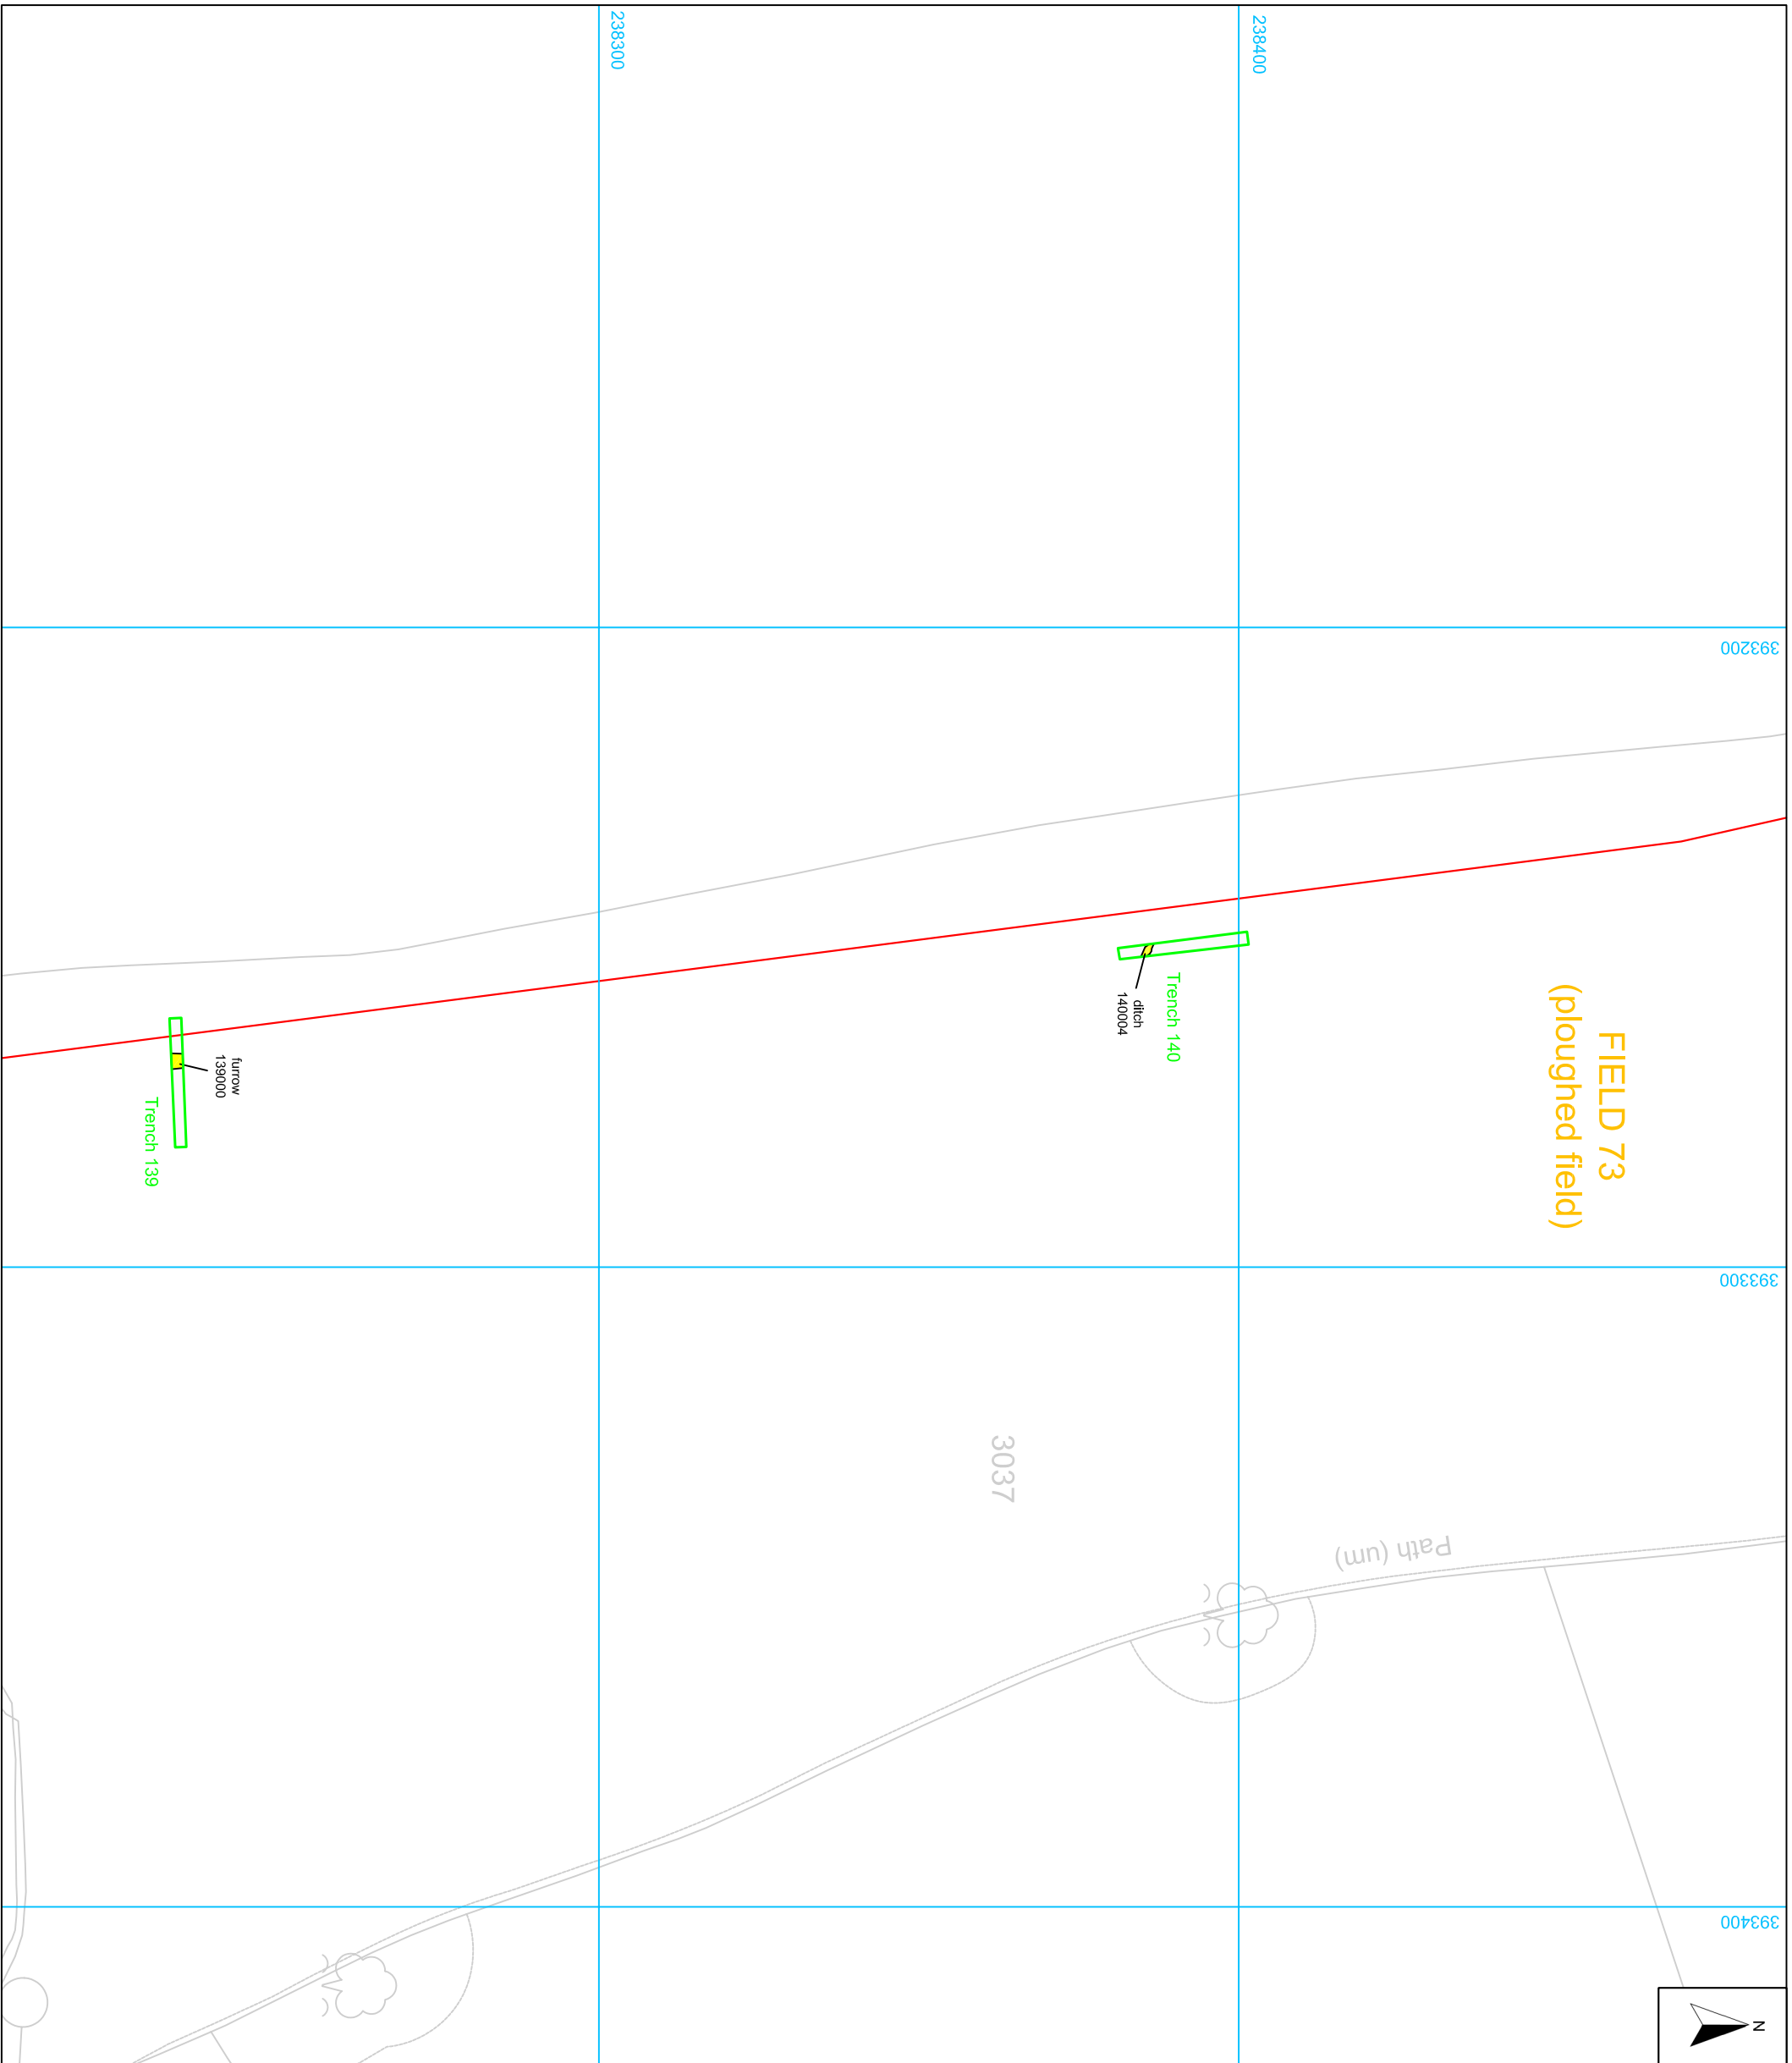 238300
238400
393200
FIELD 73
(ploughed field)
Trench 140
ditch
140004
furrow
139000
Trench 139
393300
3037
Path (um)
393400
N